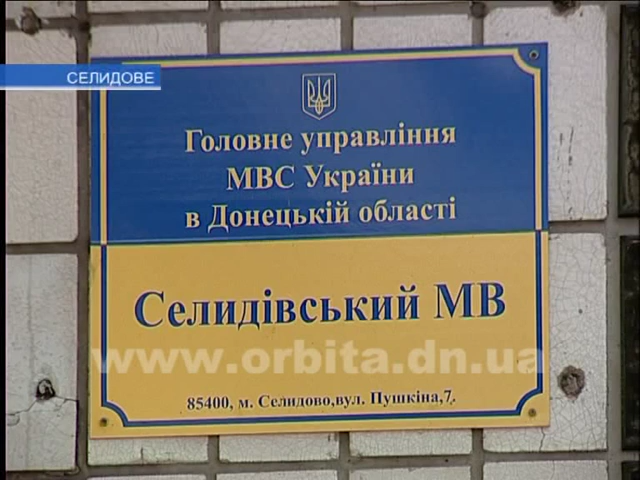 СЕЛИДОВЕ
Головне управління
МВС України
в Донецькій області
Селидівський МВ
www.orbita.dn.ua
85400, м. Селидово,вул. Пушкіна,7.